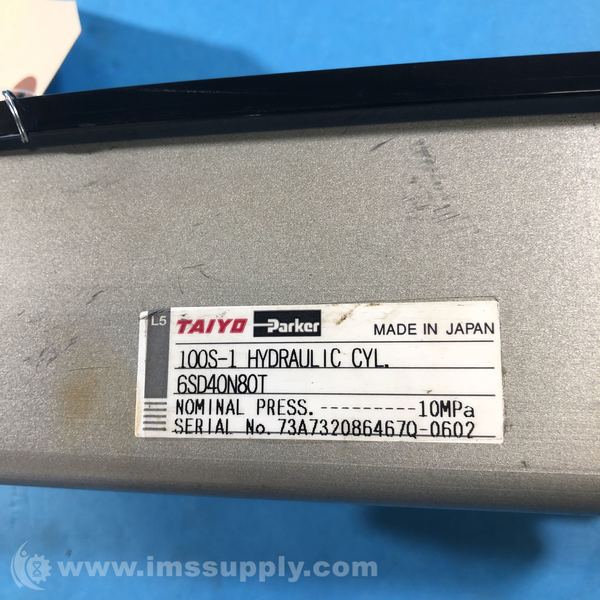 L5 TAIYO Parker MADE IN JAPAN
100S-1 HYDRAULIC CYL.
6SD40N80T
NOMINAL PRESS. --------- 10MPa
SERIAL No. 73A732086467Q-0602
www.imssupply.com